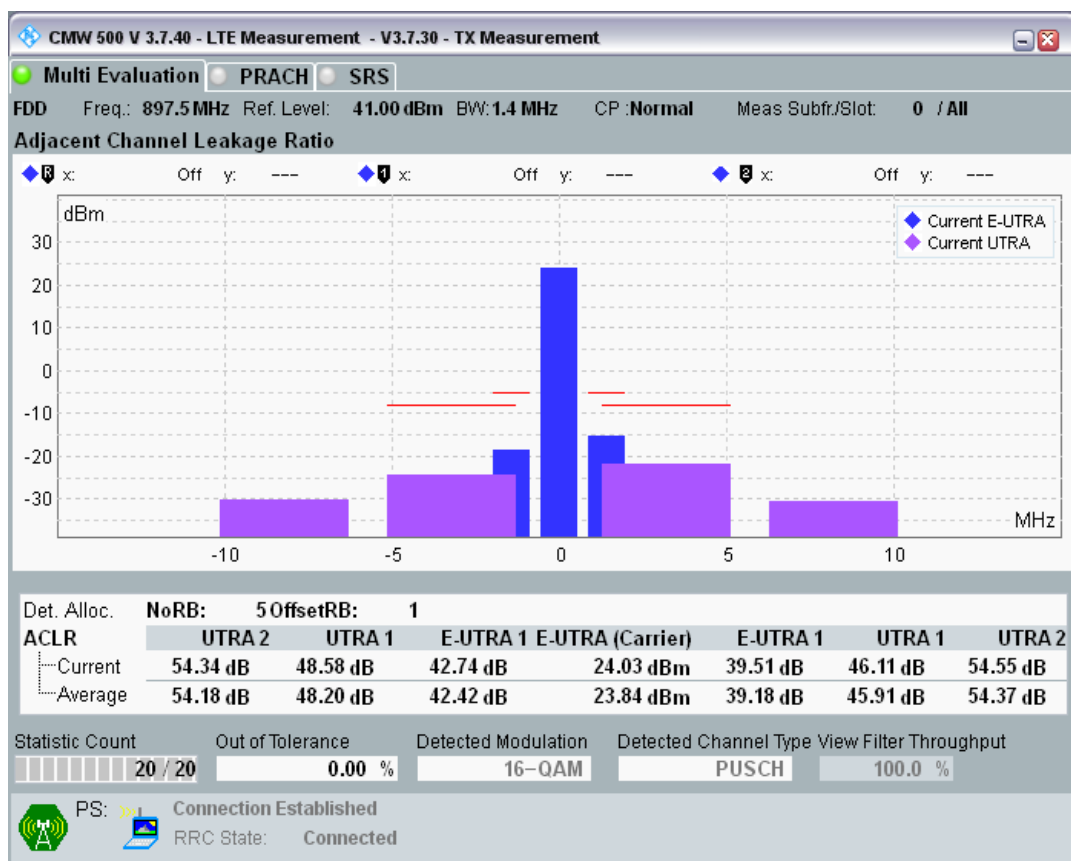 CMW 500 V 3.7.40 - LTE Measurement - V3.7.30 - TX Measurement
Multi Evaluation PRACH SRS
FDD Freq.: 897.5 MHz Ref. Level: 41.00 dBm BW: 1.4 MHz CP :Normal Meas Subfr./Slot: 0 / All
Adjacent Channel Leakage Ratio
R x: Off y: --- 1 x: Off y: --- 2 x: Off y: ---
dBm
Current E-UTRA
Current UTRA
30
20
10
0
-10
-20
-30
MHz
-10 -5 0 5 10
Det. Alloc. NoRB: 5 OffsetRB: 1
ACLR UTRA 2 UTRA 1 E-UTRA 1 E-UTRA (Carrier) E-UTRA 1 UTRA 1 UTRA 2
Current 54.34 dB 48.58 dB 42.74 dB 24.03 dBm 39.51 dB 46.11 dB 54.55 dB
Average 54.18 dB 48.20 dB 42.42 dB 23.84 dBm 39.18 dB 45.91 dB 54.37 dB
Statistic Count Out of Tolerance Detected Modulation Detected Channel Type View Filter Throughput
20 / 20 0.00 % 16-QAM PUSCH 100.0 %
PS: Connection Established
RRC State: Connected